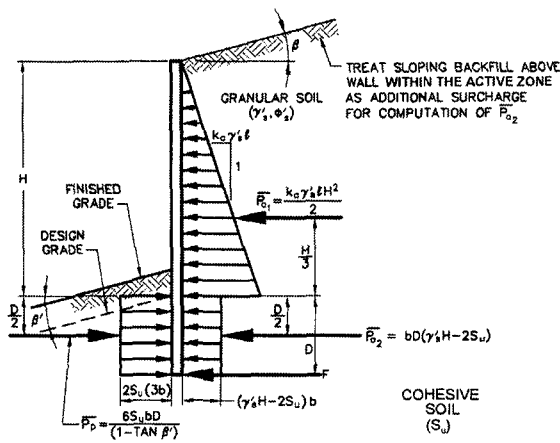 β
TREAT SLOPING BACKFILL ABOVE
WALL WITHIN THE ACTIVE ZONE
AS ADDITIONAL SURCHARGE
FOR COMPUTATION OF P̅a2
GRANULAR SOIL
(γ's, φ'2)
kaγ'sl
1
H
FINISHED
GRADE
P̅a1 = kaγ'slH²/2
DESIGN
GRADE
H/3
D/2
β'
D/2
D
P̅a2 = bD(γ'sH-2Su)
F
2Su(3b)
(γ'sH-2Su)b
P̅p = 6SubD/(1-TAN β')
COHESIVE
SOIL
(Su)